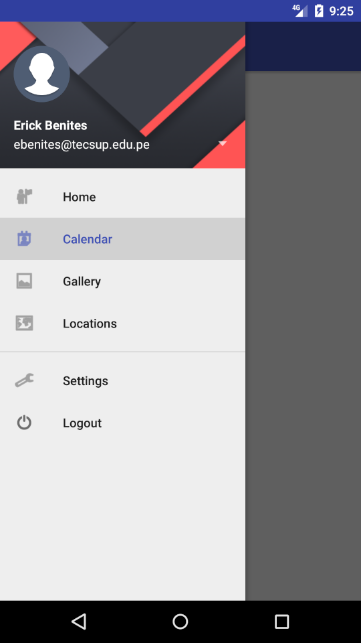 4G 9:25
Erick Benites
ebenites@tecsup.edu.pe
Home
Calendar
Gallery
Locations
Settings
Logout